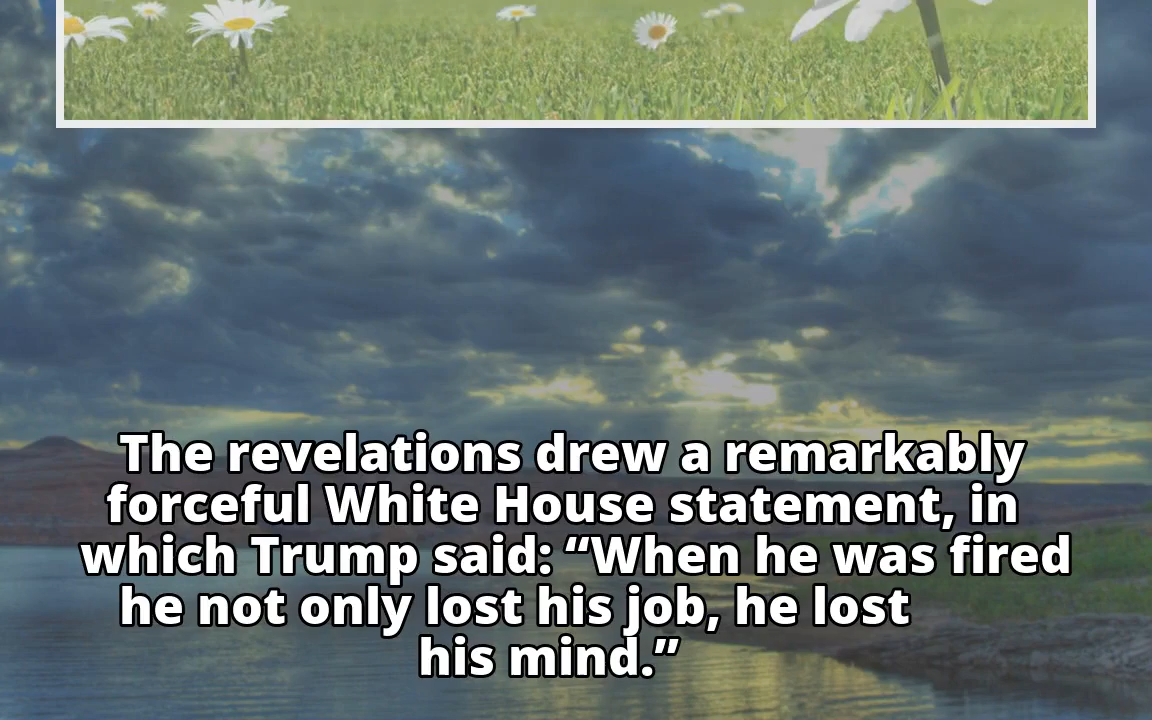 The revelations drew a remarkably
forceful White House statement, in
which Trump said: “When he was fired
he not only lost his job, he lost
his mind.”